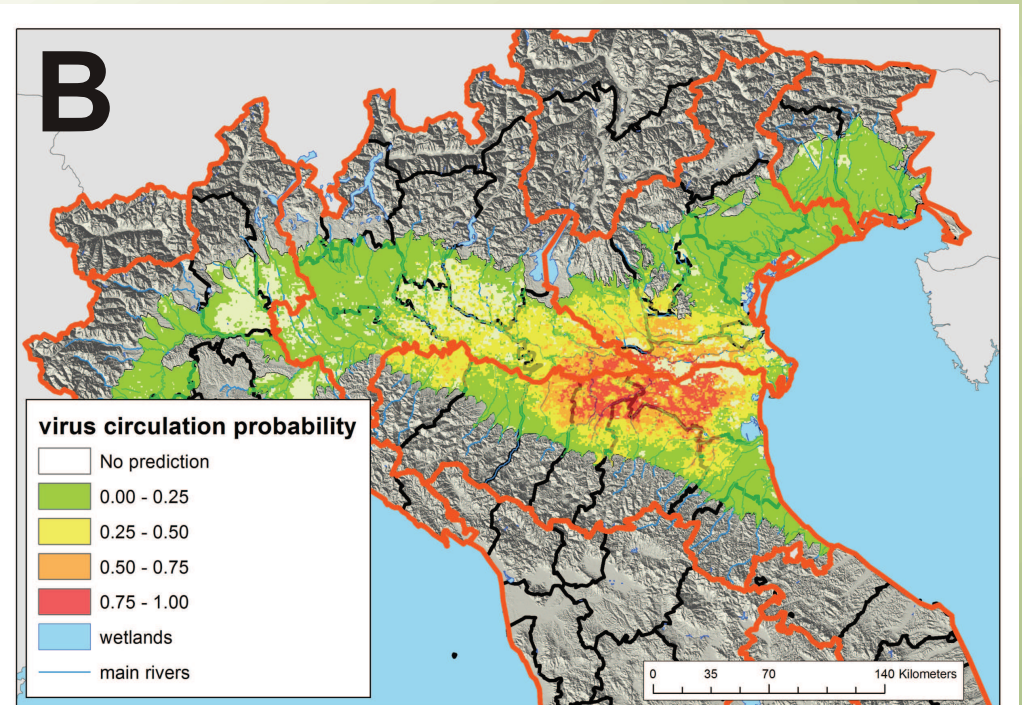 B
virus circulation probability
No prediction
0.00 - 0.25
0.25 - 0.50
0.50 - 0.75
0.75 - 1.00
wetlands
main rivers
0 35 70 140 Kilometers